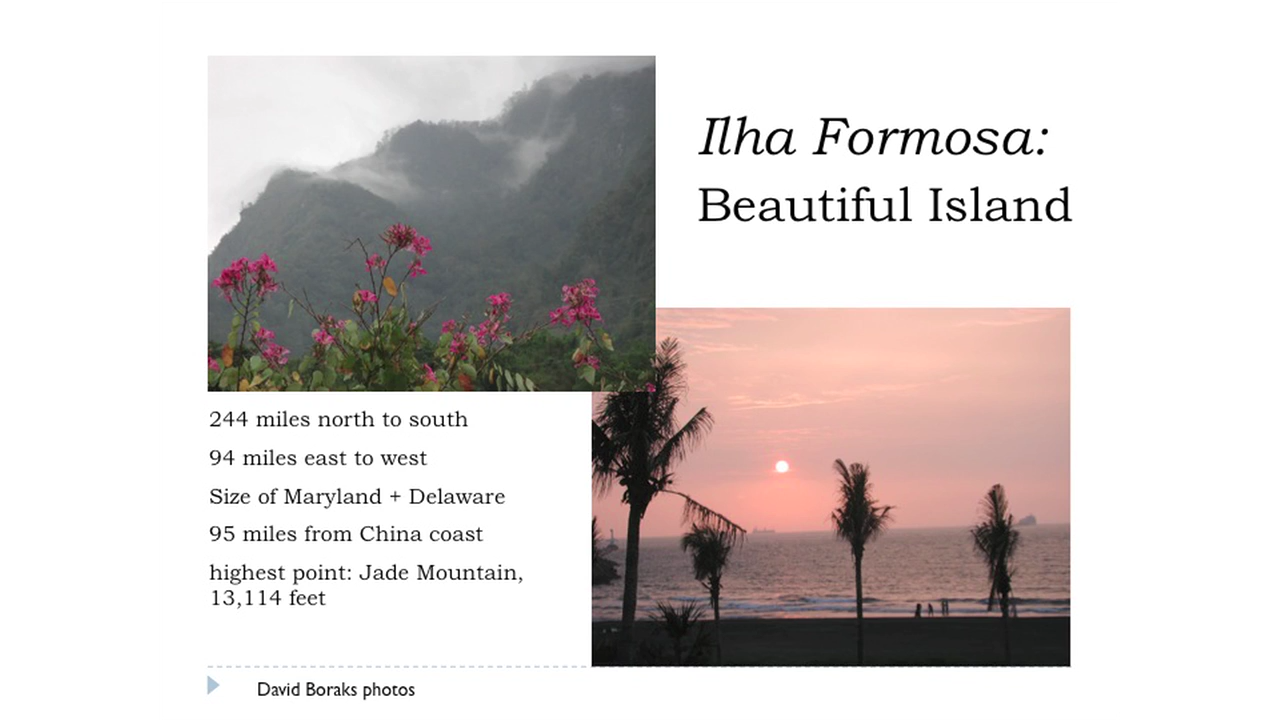 Ilha Formosa:
Beautiful Island
244 miles north to south
94 miles east to west
Size of Maryland + Delaware
95 miles from China coast
highest point: Jade Mountain,
13,114 feet
David Boraks photos